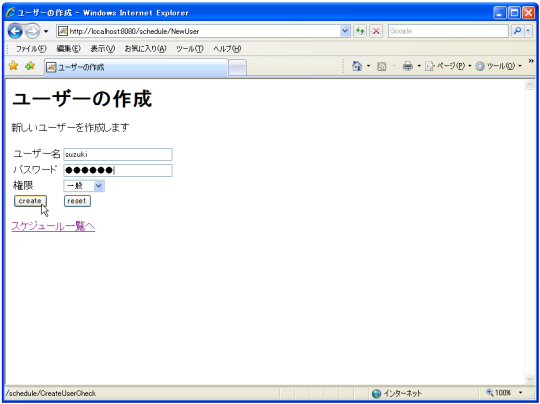 ユーザーの作成 - Windows Internet Explorer
http://localhost:8080/schedule/NewUser
Google
ファイル(F) 編集(E) 表示(V) お気に入り(A) ツール(T) ヘルプ(H)
ユーザーの作成
ページ(P) ツール(O)
ユーザーの作成
新しいユーザーを作成します
ユーザー名 suzuki
パスワード ●●●●●●
権限 一般
create reset
スケジュール一覧へ
/schedule/CreateUserCheck インターネット 100%